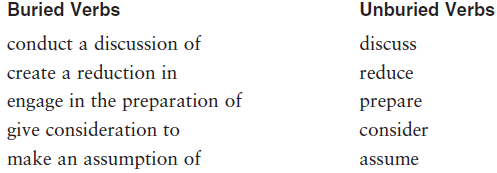 Buried Verbs Unburied Verbs
conduct a discussion of discuss
create a reduction in reduce
engage in the preparation of prepare
give consideration to consider
make an assumption of assume